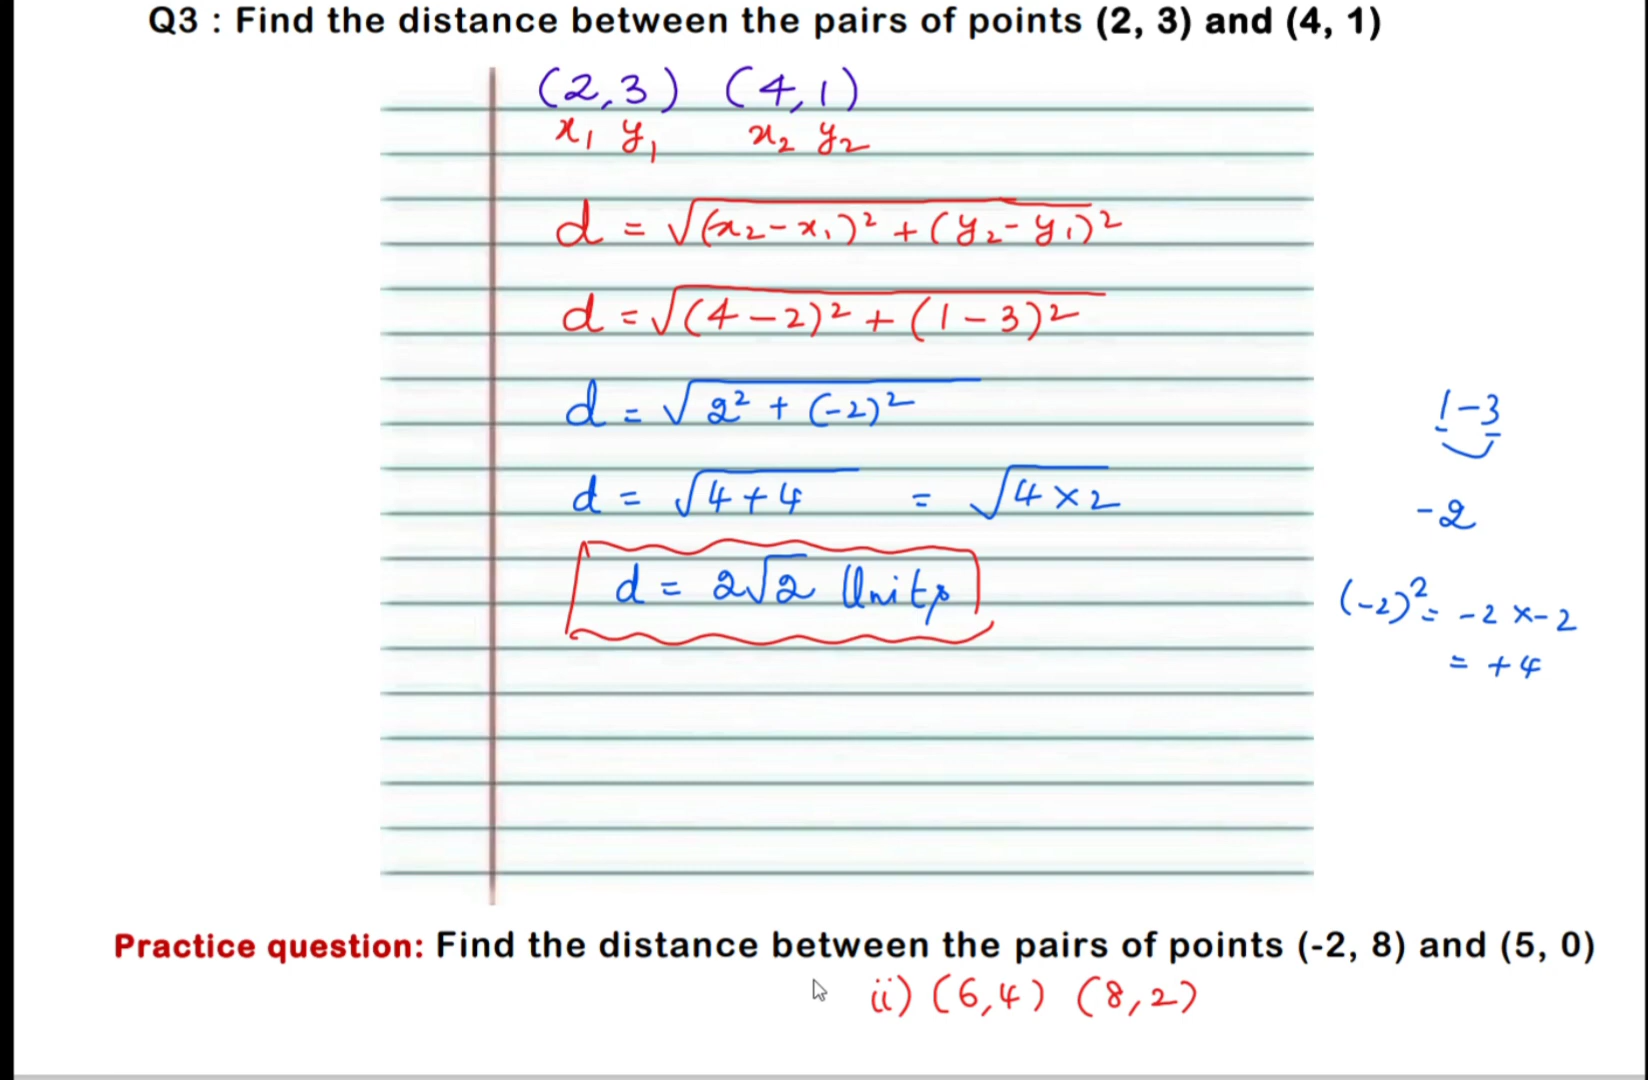 Q3 : Find the distance between the pairs of points (2, 3) and (4, 1)
(2,3) (4,1)
x₁ y₁ x₂ y₂
d = √(x₂-x₁)² + (y₂-y₁)²
d = √(4-2)² + (1-3)²
d = √2² + (-2)²
d = √4+4 = √4×2
d = 2√2 Units
1-3
-2
(-2)² = -2 ×-2
= +4
Practice question: Find the distance between the pairs of points (-2, 8) and (5, 0)
ii) (6,4) (8,2)